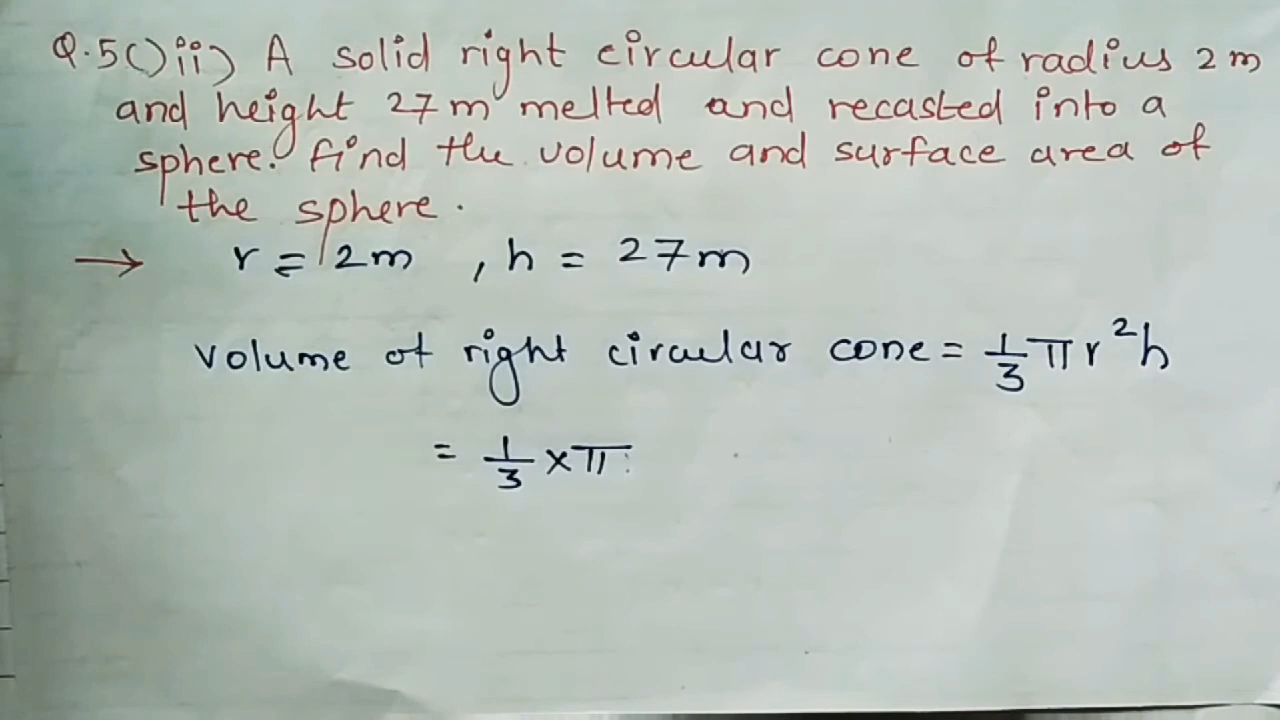 Q.5()ii) A solid right circular cone of radius 2m
and height 27m melted and recasted into a
sphere. find the volume and surface area of
the sphere.
→ r = 2m , h = 27m
volume of right circular cone = 1/3 πr²h
= 1/3 × π